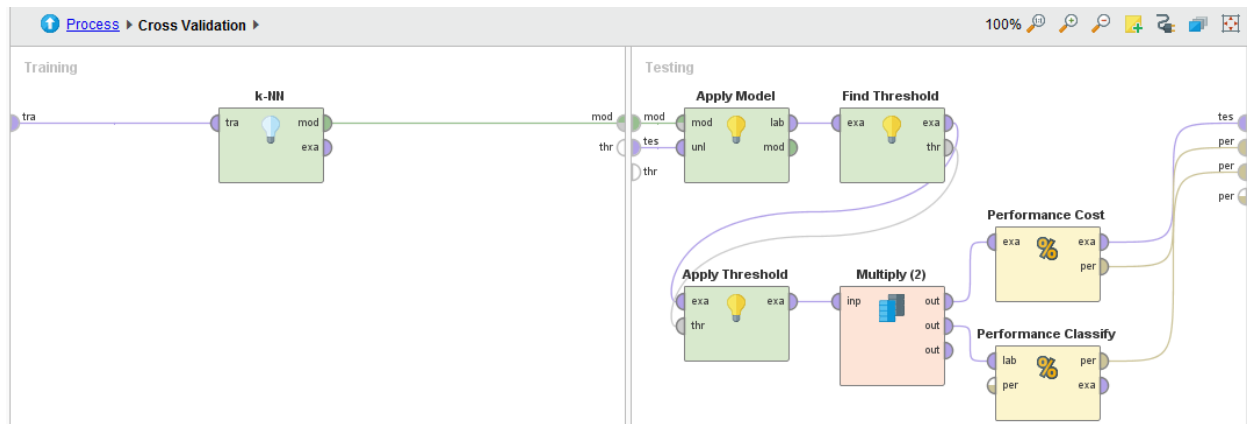 Process ▸ Cross Validation ▸
100%
Training
Testing
k-NN
tra
tra
mod
exa
mod
thr
Apply Model
mod
mod
lab
tes
unl
mod
thr
Find Threshold
exa
exa
thr
tes
per
per
per
Apply Threshold
exa
exa
thr
Multiply (2)
inp
out
out
out
Performance Cost
exa
exa
per
%
Performance Classify
lab
per
per
exa
%